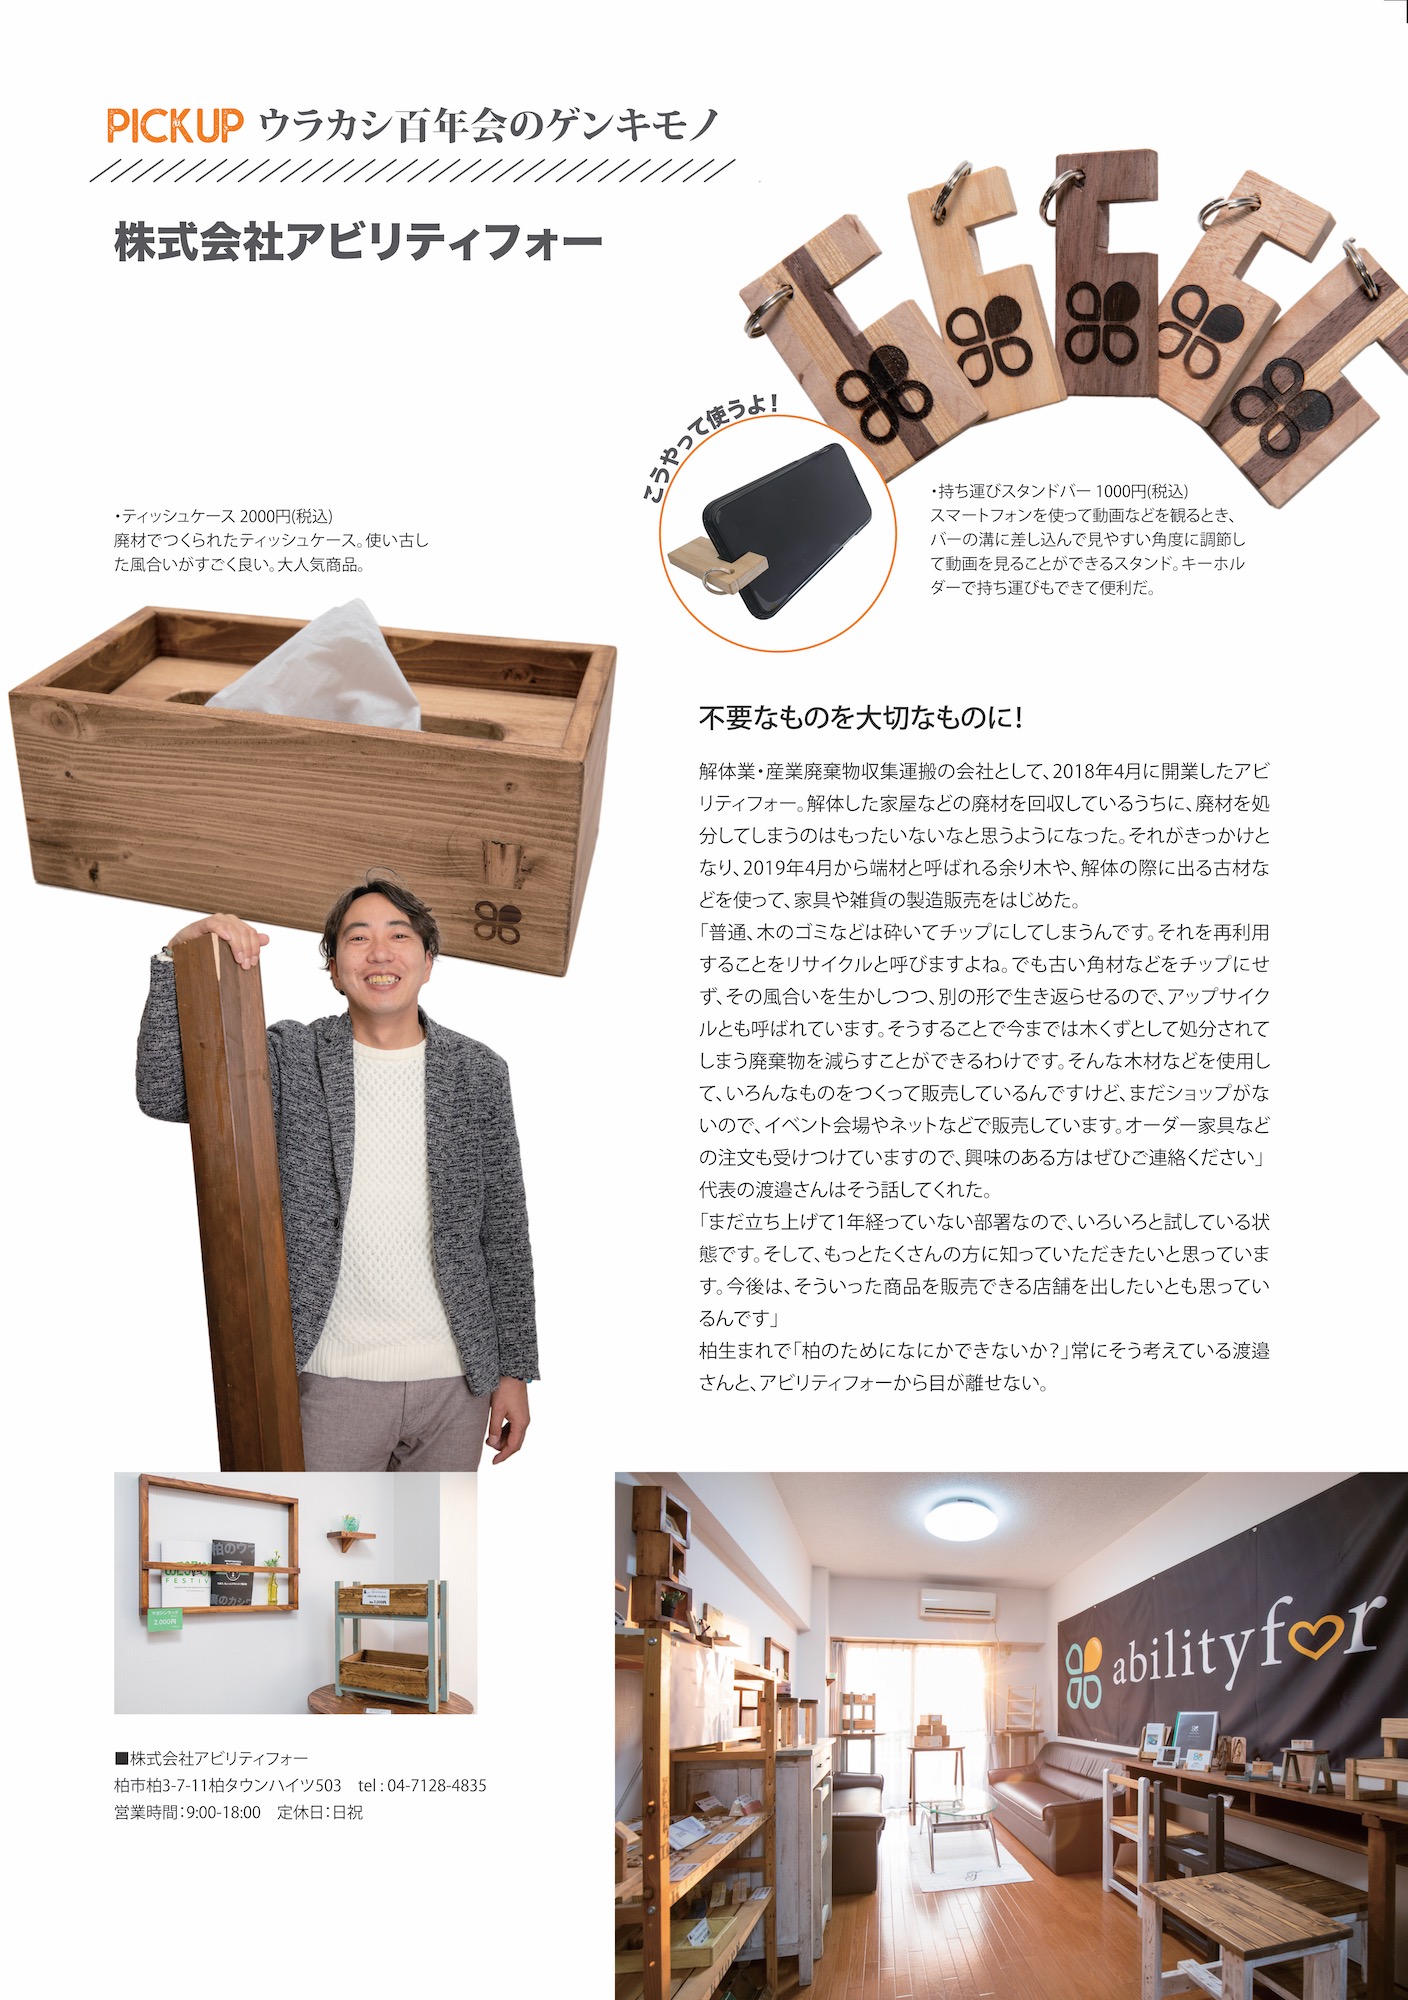 PICKUP ウラカシ百年会のゲンキモノ
株式会社アビリティフォー
こうやって使うよ!
・持ち運びスタンドバー 1000円(税込)
スマートフォンを使って動画などを観るとき、
バーの溝に差し込んで見やすい角度に調節し
て動画を見ることができるスタンド。キーホル
ダーで持ち運びもできて便利だ。
・ティッシュケース 2000円(税込)
廃材でつくられたティッシュケース。使い古し
た風合いがすごく良い。大人気商品。
不要なものを大切なものに!
解体業・産業廃棄物収集運搬の会社として、2018年4月に開業したアビ
リティフォー。解体した家屋などの廃材を回収しているうちに、廃材を処
分してしまうのはもったいないなと思うようになった。それがきっかけと
なり、2019年4月から端材と呼ばれる余り木や、解体の際に出る古材な
どを使って、家具や雑貨の製造販売をはじめた。
「普通、木のゴミなどは砕いてチップにしてしまうんです。それを再利用
することをリサイクルと呼びますよね。でも古い角材などをチップにせ
ず、その風合いを生かしつつ、別の形で生き返らせるので、アップサイク
ルとも呼ばれています。そうすることで今までは木くずとして処分されて
しまう廃棄物を減らすことができるわけです。そんな木材などを使用し
て、いろんなものをつくって販売しているんですけど、まだショップがな
いので、イベント会場やネットなどで販売しています。オーダー家具など
の注文も受けつけていますので、興味のある方はぜひご連絡ください」
代表の渡邉さんはそう話してくれた。
「まだ立ち上げて1年経っていない部署なので、いろいろと試している状
態です。そして、もっとたくさんの方に知っていただきたいと思っていま
す。今後は、そういった商品を販売できる店舗を出したいとも思ってい
るんです」
柏生まれで「柏のためになにかできないか?」常にそう考えている渡邉
さんと、アビリティフォーから目が離せない。
FESTIV
柏のウラ
マガジンラック
2,000円
abilityfor
■株式会社アビリティフォー
柏市柏3-7-11柏タウンハイツ503 tel : 04-7128-4835
営業時間:9:00-18:00 定休日:日祝